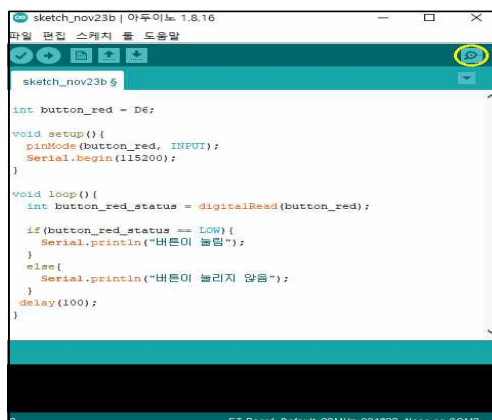 sketch_nov23b | 아두이노 1.8.16
파일 편집 스케치 툴 도움말
sketch_nov23b §
int button_red = D6;
void setup(){
pinMode(button_red, INPUT);
Serial.begin(115200);
}
void loop(){
int button_red_status = digitalRead(button_red);
if(button_red_status == LOW){
Serial.println("버튼이 눌림");
}
else{
Serial.println("버튼이 눌리지 않음");
}
delay(100);
}